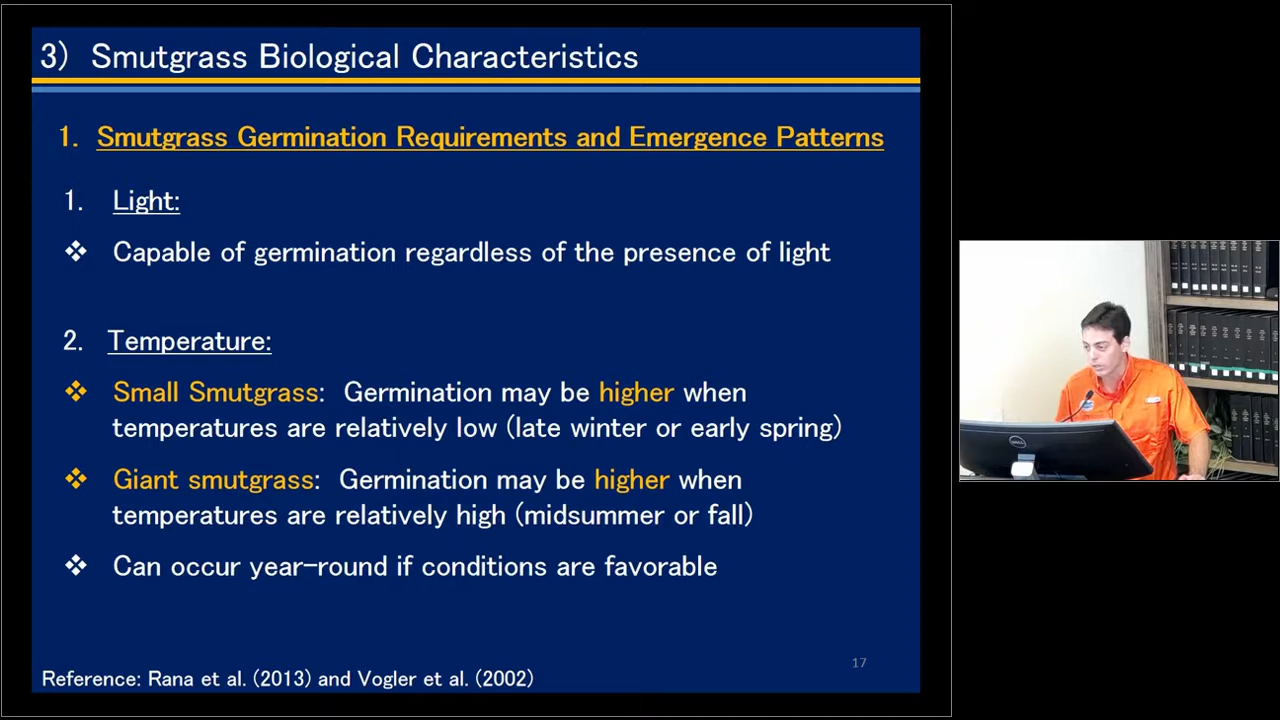 3) Smutgrass Biological Characteristics
1. Smutgrass Germination Requirements and Emergence Patterns
1. Light:
❖ Capable of germination regardless of the presence of light
2. Temperature:
❖ Small Smutgrass: Germination may be higher when
temperatures are relatively low (late winter or early spring)
❖ Giant smutgrass: Germination may be higher when
temperatures are relatively high (midsummer or fall)
❖ Can occur year-round if conditions are favorable
17
Reference: Rana et al. (2013) and Vogler et al. (2002)
DELL